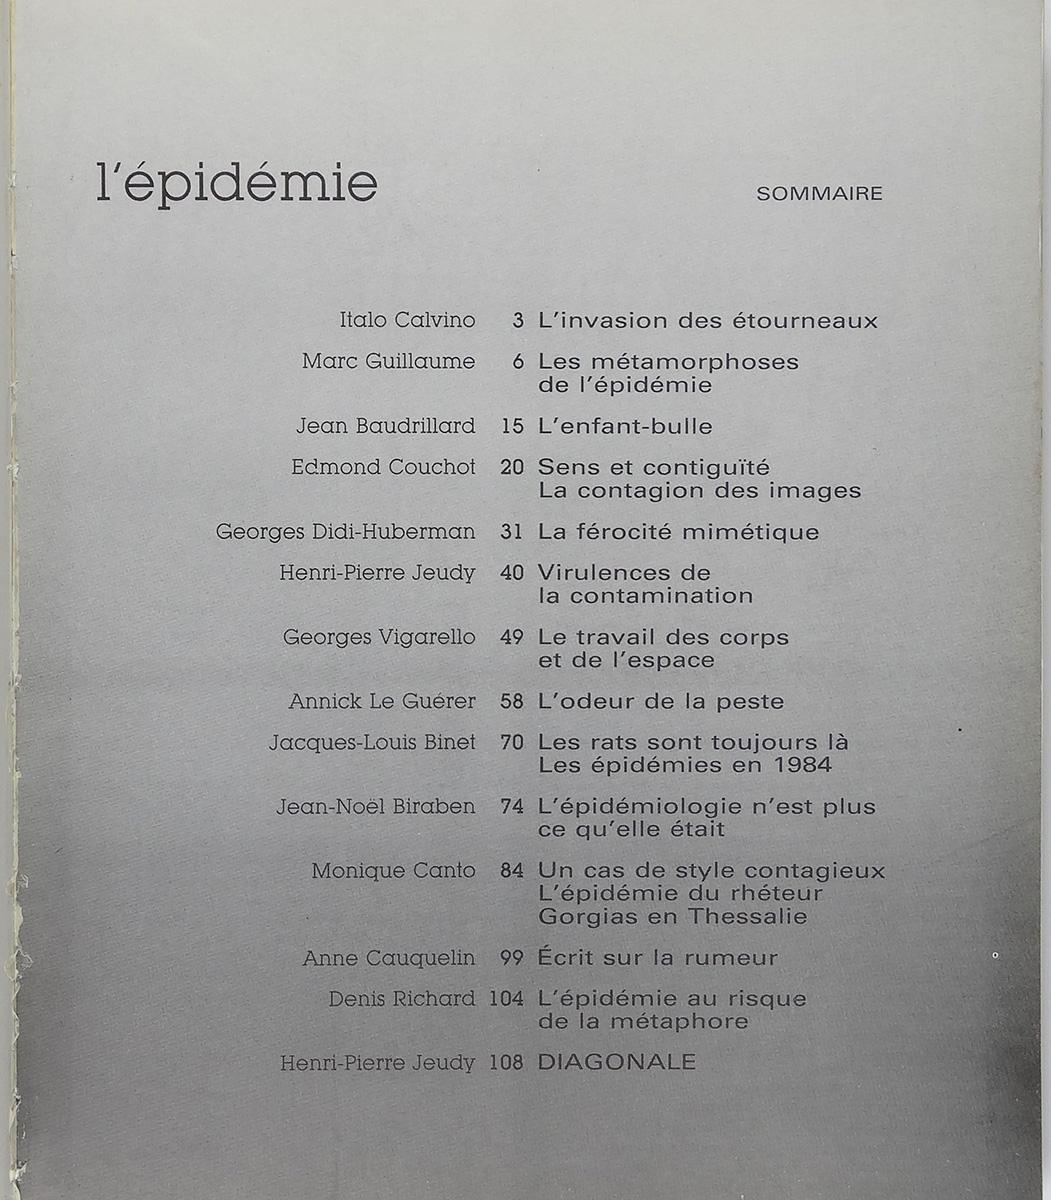 l'épidémie SOMMAIRE
Italo Calvino 3 L'invasion des étourneaux
Marc Guillaume 6 Les métamorphoses
de l'épidémie
Jean Baudrillard 15 L'enfant-bulle
Edmond Couchot 20 Sens et contiguïté
La contagion des images
Georges Didi-Huberman 31 La férocité mimétique
Henri-Pierre Jeudy 40 Virulences de
la contamination
Georges Vigarello 49 Le travail des corps
et de l'espace
Annick Le Guérer 58 L'odeur de la peste
Jacques-Louis Binet 70 Les rats sont toujours là
Les épidémies en 1984
Jean-Noël Biraben 74 L'épidémiologie n'est plus
ce qu'elle était
Monique Canto 84 Un cas de style contagieux
L'épidémie du rhéteur
Gorgias en Thessalie
Anne Cauquelin 99 Écrit sur la rumeur
Denis Richard 104 L'épidémie au risque
de la métaphore
Henri-Pierre Jeudy 108 DIAGONALE